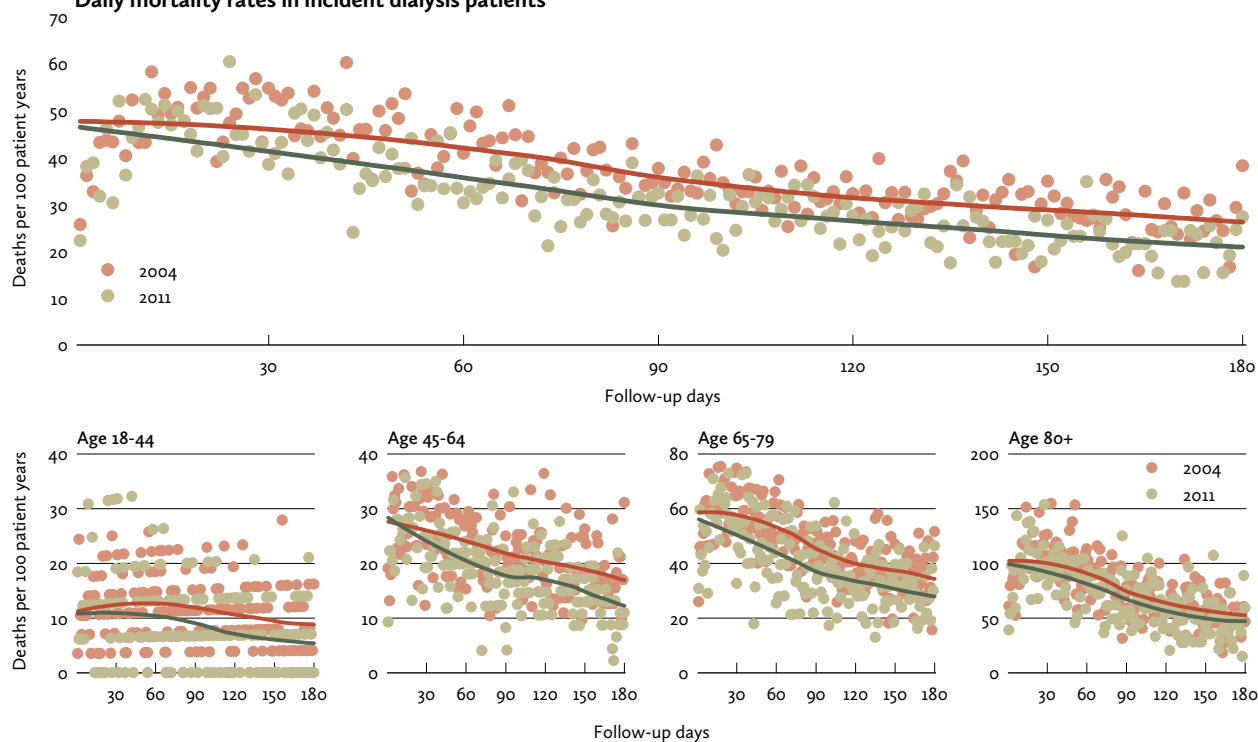 Daily mortality rates in incident dialysis patients
Deaths per 100 patient years
70
60
50
40
30
20
10
0
2004
2011
30 60 90 120 150 180
Follow-up days
Deaths per 100 patient years
Age 18-44
40
30
20
10
0
30 60 90 120 150 180
Age 45-64
40
30
20
10
0
30 60 90 120 150 180
Age 65-79
80
60
40
20
0
30 60 90 120 150 180
Age 80+
200
150
100
50
0
2004
2011
30 60 90 120 150 180
Follow-up days